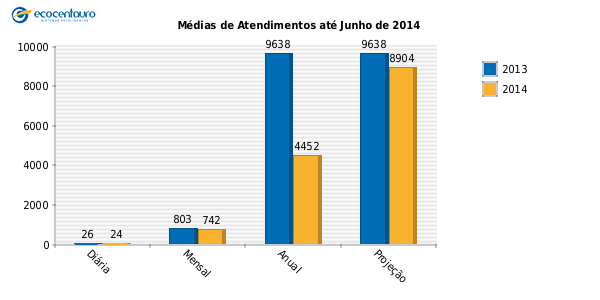 ecocentauro
Médias de Atendimentos até Junho de 2014
10000
8000
6000
4000
2000
0
26
24
803
742
9638
4452
9638
8904
Diária
Mensal
Anual
Projeção
2013
2014